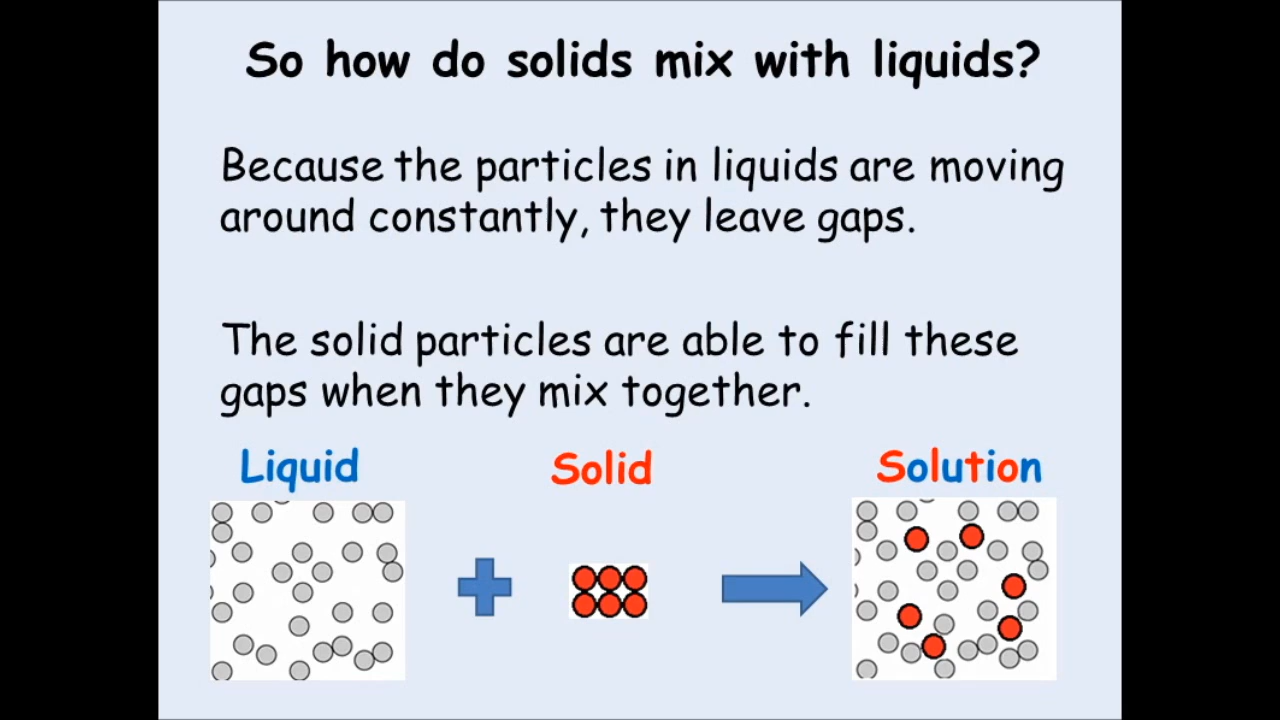 So how do solids mix with liquids?
Because the particles in liquids are moving
around constantly, they leave gaps.
The solid particles are able to fill these
gaps when they mix together.
Liquid
Solid
Solution